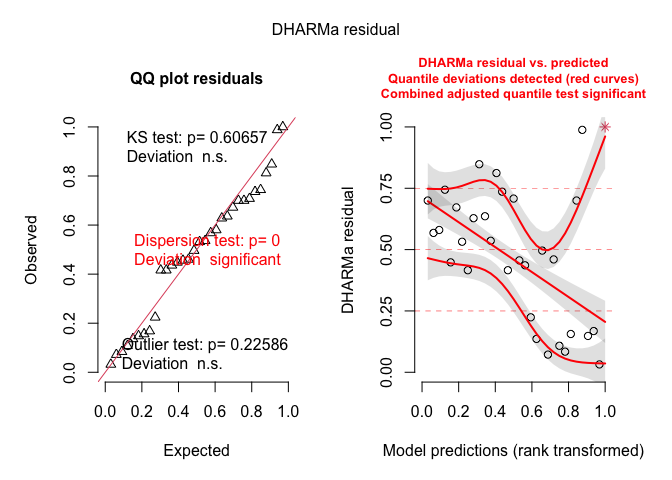 DHARMa residual
QQ plot residuals
KS test: p= 0.60657
Deviation n.s.
Dispersion test: p= 0
Deviation significant
Outlier test: p= 0.22586
Deviation n.s.
Observed
0.0 0.2 0.4 0.6 0.8 1.0
0.0 0.2 0.4 0.6 0.8 1.0
Expected
DHARMa residual vs. predicted
Quantile deviations detected (red curves)
Combined adjusted quantile test significant
DHARMa residual
0.00 0.25 0.50 0.75 1.00
0.0 0.2 0.4 0.6 0.8 1.0
Model predictions (rank transformed)